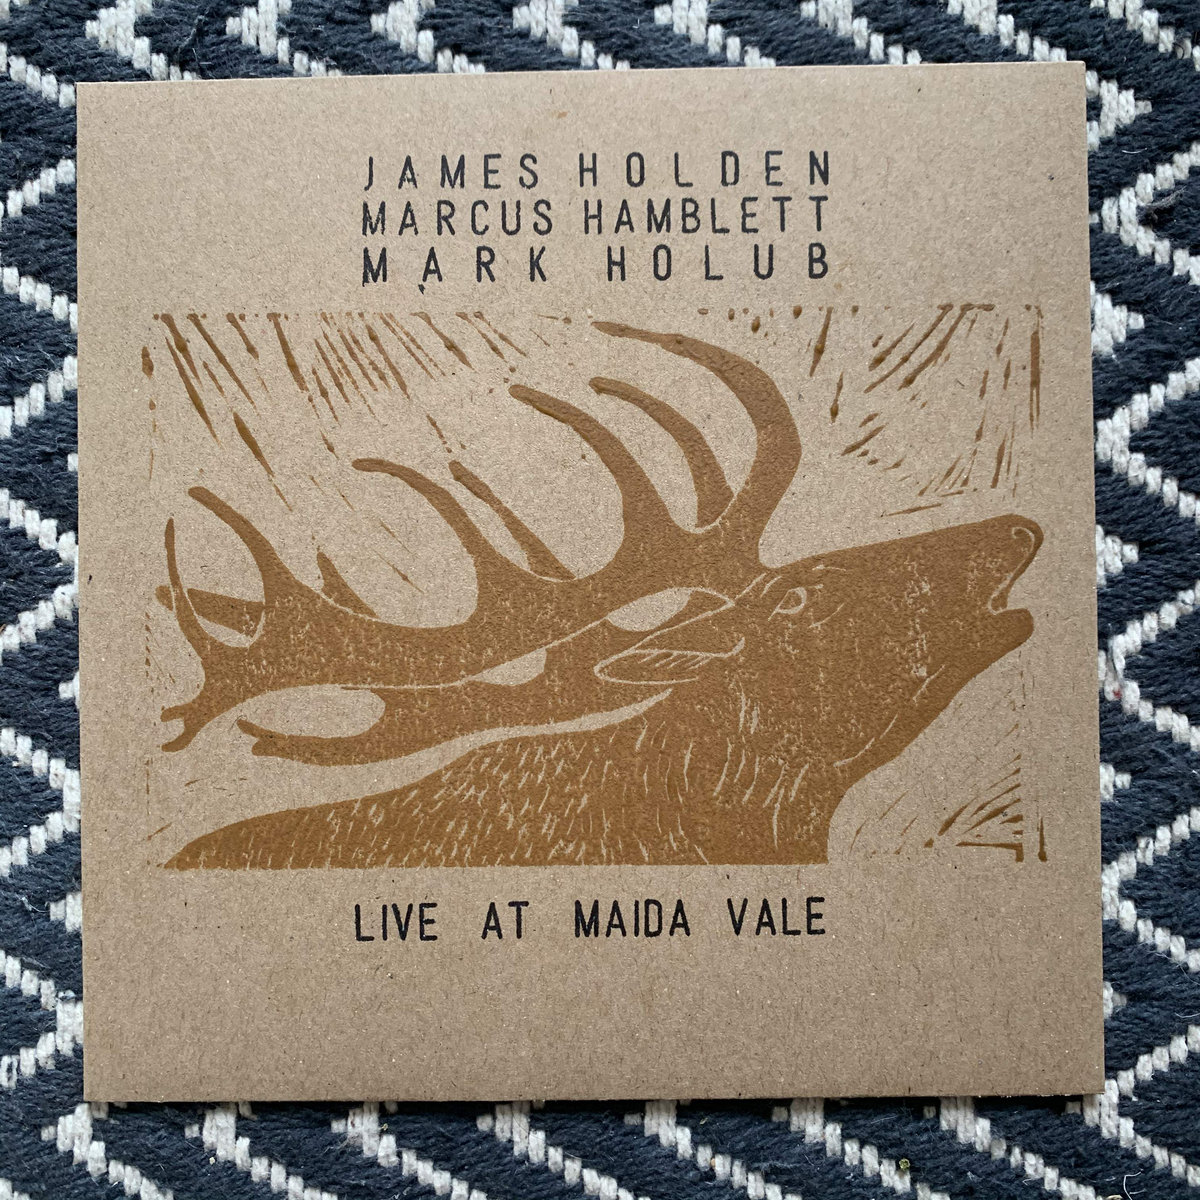 JAMES HOLDEN
MARCUS HAMBLETT
MARK HOLUB
LIVE AT MAIDA VALE